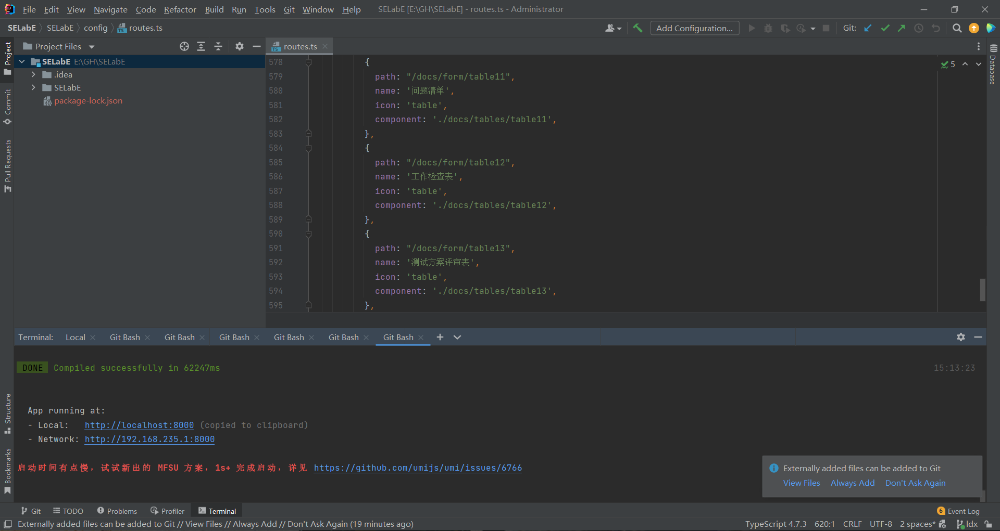 File Edit View Navigate Code Refactor Build Run Tools Git Window Help SELabE [E:\GH\SELabE] - routes.ts - Administrator
SELabE SELabE config routes.ts Add Configuration... Git:
Project Files
routes.ts
Project
Commit
Pull Requests
Structure
Bookmarks
Database
SELabE E:\GH\SELabE
.idea
SELabE
package-lock.json
5
578 {
579 path: "/docs/form/table11",
580 name: '问题清单',
581 icon: 'table',
582 component: './docs/tables/table11',
583 },
584 {
585 path: "/docs/form/table12",
586 name: '工作检查表',
587 icon: 'table',
588 component: './docs/tables/table12',
589 },
590 {
591 path: "/docs/form/table13",
592 name: '测试方案评审表',
593 icon: 'table',
594 component: './docs/tables/table13',
595 },
Terminal: Local Git Bash Git Bash Git Bash Git Bash Git Bash Git Bash
DONE Compiled successfully in 62247ms 15:13:23
App running at:
- Local: http://localhost:8000 (copied to clipboard)
- Network: http://192.168.235.1:8000
启动时间有点慢，试试新出的 MFSU 方案，1s+ 完成启动，详见 https://github.com/umijs/umi/issues/6766
Externally added files can be added to Git
View Files Always Add Don't Ask Again
Git TODO Problems Profiler Terminal 6 Event Log
Externally added files can be added to Git // View Files // Always Add // Don't Ask Again (19 minutes ago) TypeScript 4.7.3 620:1 CRLF UTF-8 2 spaces* ldx